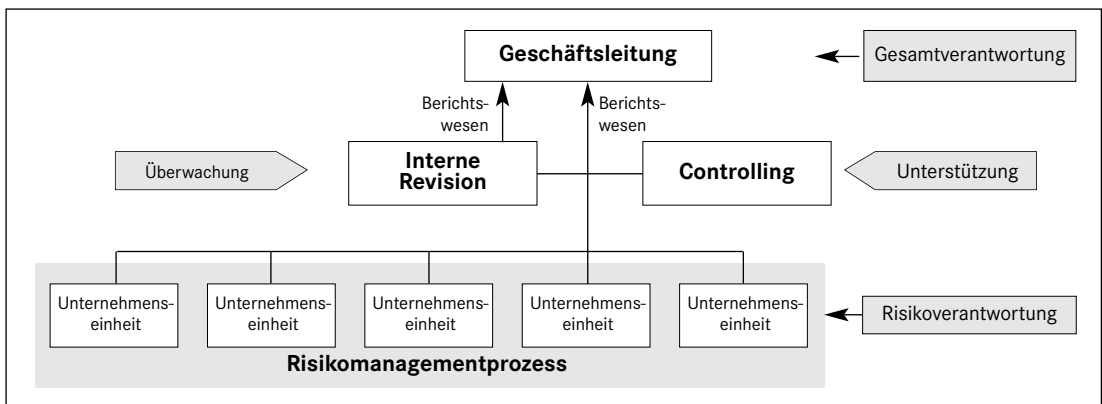 Geschäftsleitung
Gesamtverantwortung
Berichts-
wesen
Berichts-
wesen
Überwachung
Interne
Revision
Controlling
Unterstützung
Unternehmens-
einheit
Unternehmens-
einheit
Unternehmens-
einheit
Unternehmens-
einheit
Unternehmens-
einheit
Risikoverantwortung
Risikomanagementprozess